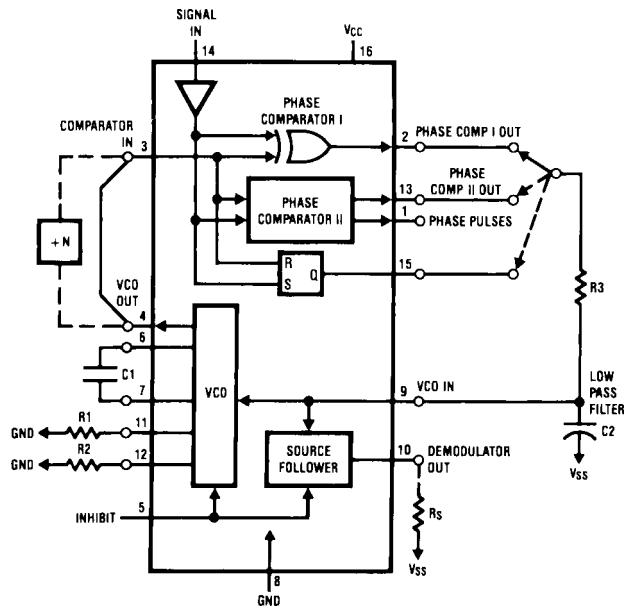 SIGNAL
IN
14
VCC
16
PHASE
COMPARATOR I
COMPARATOR
IN
3
2
PHASE COMP I OUT
PHASE
COMP II OUT
13
PHASE
COMPARATOR II
1
PHASE PULSES
+N
R
S
Q
15
VCO
OUT
4
R3
6
C1
7
VCO
9
VCO IN
LOW
PASS
FILTER
C2
VSS
GND
R1
11
GND
R2
12
SOURCE
FOLLOWER
10
DEMODULATOR
OUT
INHIBIT
5
RS
VSS
8
GND